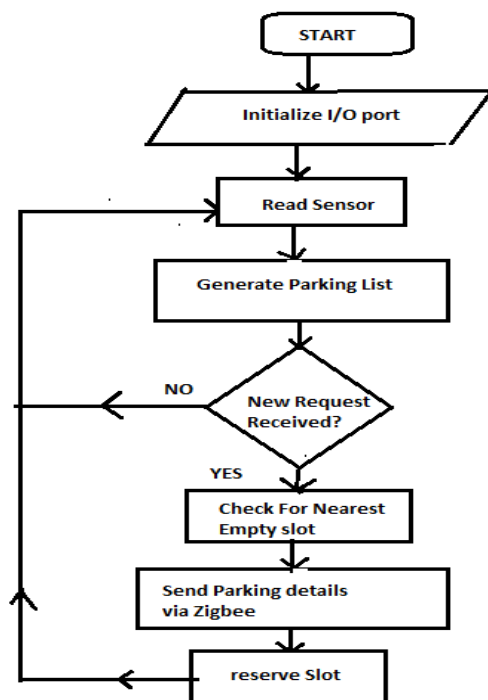 START
Initialize I/O port
Read Sensor
Generate Parking List
NO
New Request
Received?
YES
Check For Nearest
Empty slot
Send Parking details
via Zigbee
reserve Slot